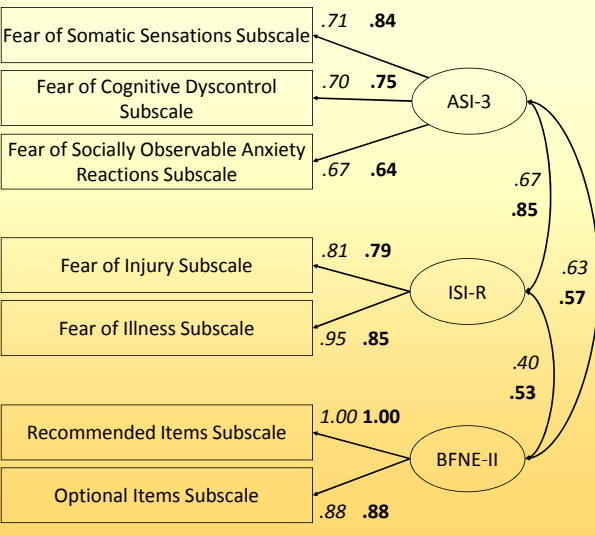 .71 .84
Fear of Somatic Sensations Subscale
Fear of Cognitive Dyscontrol
Subscale
.70 .75
ASI-3
Fear of Socially Observable Anxiety
Reactions Subscale
.67 .64
.67
.85
.81 .79
Fear of Injury Subscale
ISI-R
.63
.57
Fear of Illness Subscale
.95 .85
.40
.53
1.00 1.00
Recommended Items Subscale
BFNE-II
Optional Items Subscale
.88 .88